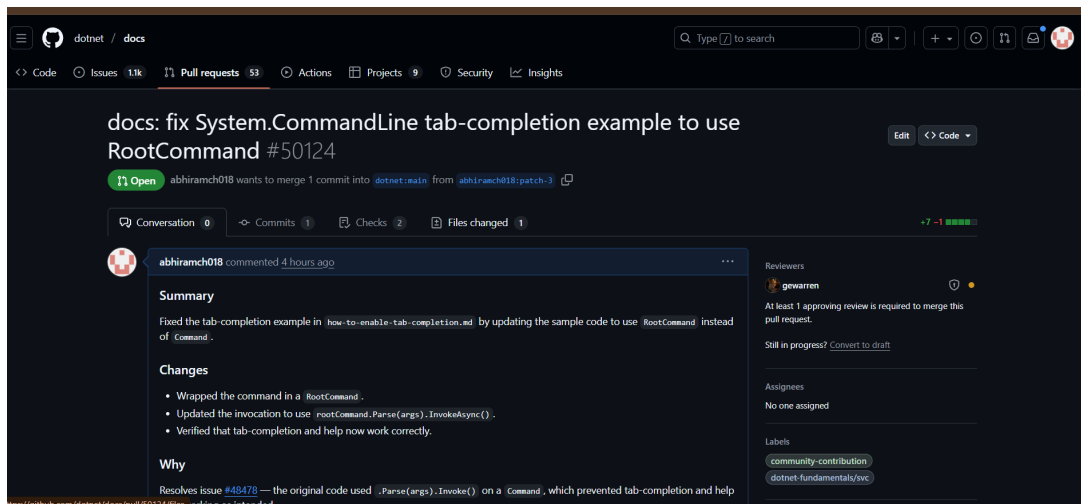 dotnet / docs
Type / to search
Code
Issues 1.1k
Pull requests 53
Actions
Projects 9
Security
Insights
docs: fix System.CommandLine tab-completion example to use
RootCommand #50124
Edit
<> Code
Open
abhiramch018 wants to merge 1 commit into dotnet:main from abhiramch018:patch-3
Conversation 0
Commits 1
Checks 2
Files changed 1
+7 −1
abhiramch018 commented 4 hours ago
Summary
Fixed the tab-completion example in how-to-enable-tab-completion.md by updating the sample code to use RootCommand instead
of Command .
Changes
• Wrapped the command in a RootCommand .
• Updated the invocation to use rootCommand.Parse(args).InvokeAsync() .
• Verified that tab-completion and help now work correctly.
Why
Resolves issue #48478 — the original code used .Parse(args).Invoke() on a Command , which prevented tab-completion and help
Reviewers
gewarren
At least 1 approving review is required to merge this
pull request.
Still in progress? Convert to draft
Assignees
No one assigned
Labels
community-contribution
dotnet-fundamentals/svc